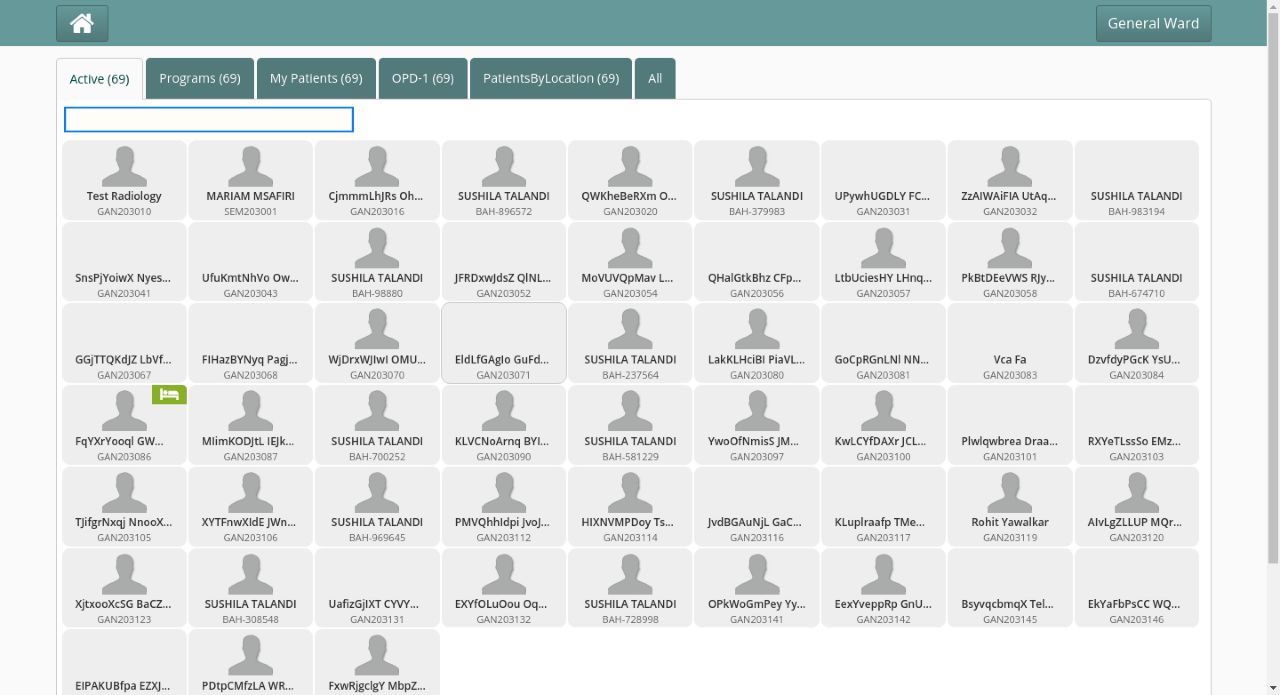 General Ward
Active (69)
Programs (69)
My Patients (69)
OPD-1 (69)
PatientsByLocation (69)
All
Test Radiology
GAN203010
MARIAM MSAFIRI
SEM203001
CjmmmLhJRs Oh...
GAN203016
SUSHILA TALANDI
BAH-896572
QWKheBeRXm O...
GAN203020
SUSHILA TALANDI
BAH-379983
UPywhUGDLY FC...
GAN203031
ZzAIWAiFIA UtAq...
GAN203032
SUSHILA TALANDI
BAH-983194
SnsPjYoiwX Nyes...
GAN203041
UfuKmtNhVo Ow...
GAN203043
SUSHILA TALANDI
BAH-98880
JFRDxwJdsZ QlNL...
GAN203052
MoVUVQpMav L...
GAN203054
QHalGtkBhz CFp...
GAN203056
LtbUciesHY LHnq...
GAN203057
PkBtDEeVWS RJy...
GAN203058
SUSHILA TALANDI
BAH-674710
GGjTTQKdJZ LbVf...
GAN203067
FIHazBYNyq Pagj...
GAN203068
WjDrxWJIwI OMU...
GAN203070
EldLfGAgIo GuFd...
GAN203071
SUSHILA TALANDI
BAH-237564
LakKLHciBI PiaVL...
GAN203080
GoCpRGnLNl NN...
GAN203081
Vca Fa
GAN203083
DzvfdyPGcK YsU...
GAN203084
FqYXrYooql GW...
GAN203086
MIimKODJtL IEJk...
GAN203087
SUSHILA TALANDI
BAH-700252
KLVCNoArnq BYI...
GAN203090
SUSHILA TALANDI
BAH-581229
YwoOfNmisS JM...
GAN203097
KwLCYfDAXr JCL...
GAN203100
Plwlqwbrea Draa...
GAN203101
RXYeTLssSo EMz...
GAN203103
TJifgrNxqj NnooX...
GAN203105
XYTFnwXIdE JWn...
GAN203106
SUSHILA TALANDI
BAH-969645
PMVQhhIdpi JvoJ...
GAN203112
HIXNVMPDoy Ts...
GAN203114
JvdBGAuNjL GaC...
GAN203116
KLuplraafp TMe...
GAN203117
Rohit Yawalkar
GAN203119
AIvLgZLLUP MQr...
GAN203120
XjtxooXcSG BaCZ...
GAN203123
SUSHILA TALANDI
BAH-308548
UafizGjIXT CYVY...
GAN203131
EXYfOLuOou Oq...
GAN203132
SUSHILA TALANDI
BAH-728998
OPkWoGmPey Yy...
GAN203141
EexYveppRp GnU...
GAN203142
BsyvqcbmqX Tel...
GAN203145
EkYaFbPsCC WQ...
GAN203146
EIPAKUBfpa EZXJ...
PDtpCMfzLA WR...
FxwRjgclgY MbpZ...